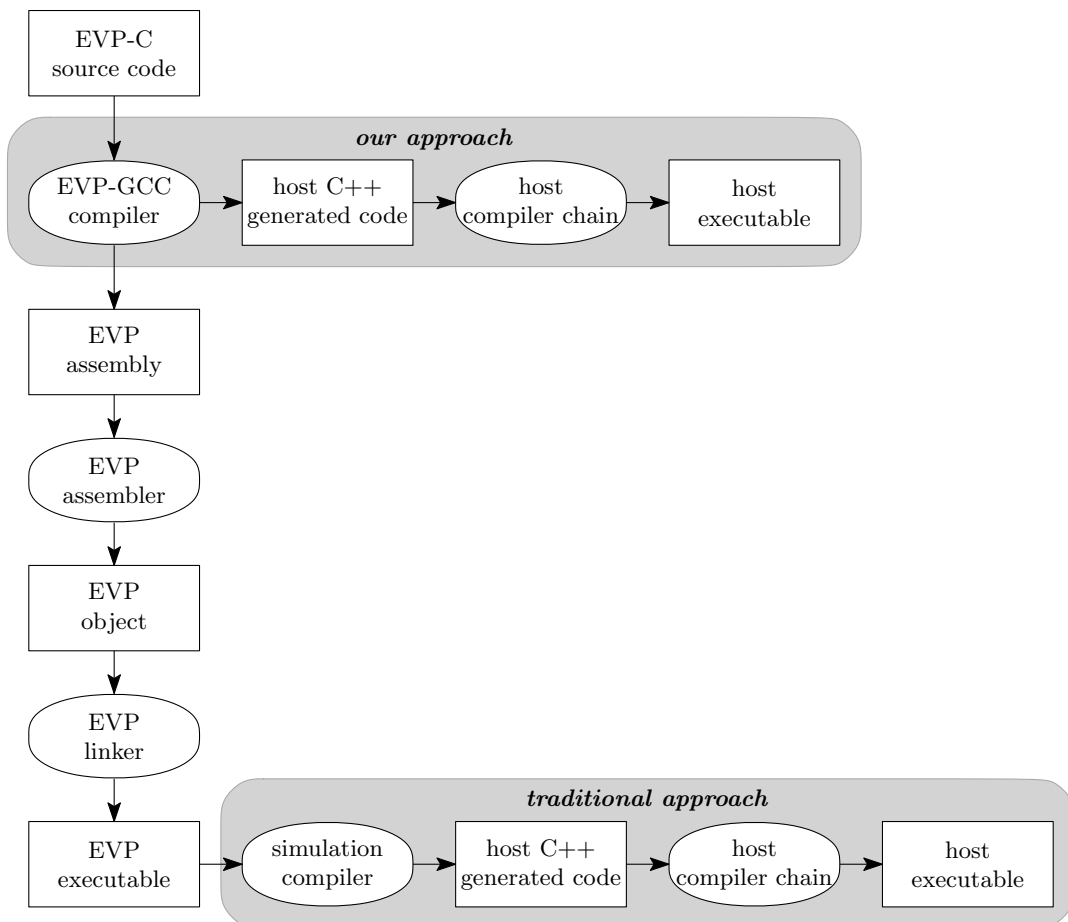 EVP-C
source code
our approach
EVP-GCC
compiler
host C++
generated code
host
compiler chain
host
executable
EVP
assembly
EVP
assembler
EVP
object
EVP
linker
traditional approach
EVP
executable
simulation
compiler
host C++
generated code
host
compiler chain
host
executable